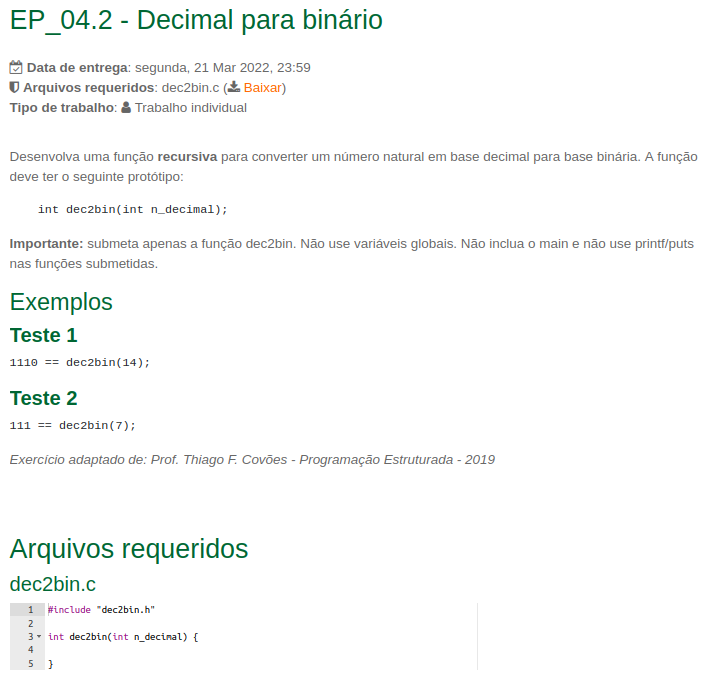 EP_04.2 - Decimal para binário
Data de entrega: segunda, 21 Mar 2022, 23:59
Arquivos requeridos: dec2bin.c (Baixar)
Tipo de trabalho: Trabalho individual
Desenvolva uma função recursiva para converter um número natural em base decimal para base binária. A função
deve ter o seguinte protótipo:
int dec2bin(int n_decimal);
Importante: submeta apenas a função dec2bin. Não use variáveis globais. Não inclua o main e não use printf/puts
nas funções submetidas.
Exemplos
Teste 1
1110 == dec2bin(14);
Teste 2
111 == dec2bin(7);
Exercício adaptado de: Prof. Thiago F. Covões - Programação Estruturada - 2019
Arquivos requeridos
dec2bin.c
1 #include "dec2bin.h"
2
3 int dec2bin(int n_decimal) {
4
5 }